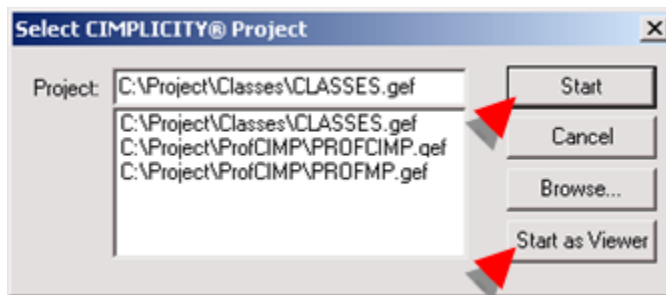 Select CIMPLICITY® Project
Project:
C:\Project\Classes\CLASSES.gef
Start
C:\Project\Classes\CLASSES.gef
C:\Project\ProfCIMP\PROFCIMP.gef
C:\Project\ProfCIMP\PROFMP.gef
Cancel
Browse...
Start as Viewer